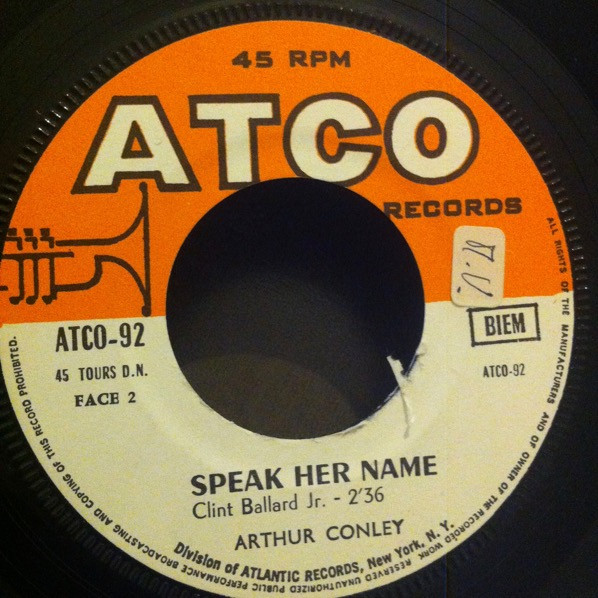 45 RPM
ATCO
RECORDS
ATCO-92
45 TOURS D.N.
FACE 2
BIEM
ATCO-92
SPEAK HER NAME
Clint Ballard Jr. - 2'36
ARTHUR CONLEY
Division of ATLANTIC RECORDS, New York, N. Y.
ALL RIGHTS OF THE MANUFACTURERS AND OF OWNER OF THE RECORDED WORK RESERVED UNAUTHORIZED PUBLIC PERFORMANCE BROADCASTING AND COPYING OF THIS RECORD PROHIBITED.